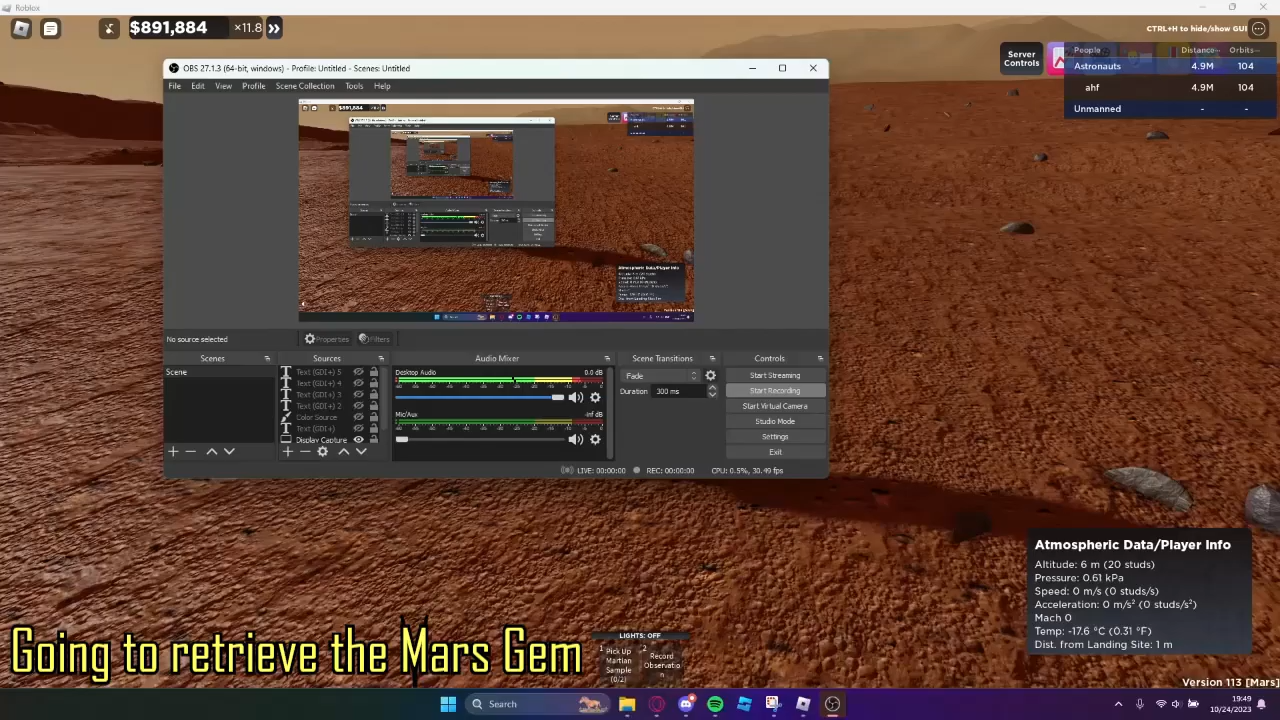 Roblox
$891,884 ×11.8 »
CTRL+H to hide/show GUI
Server Controls
People Distance-- Orbits--
Astronauts 4.9M 104
ahf 4.9M 104
Unmanned - -
OBS 27.1.3 (64-bit, windows) - Profile: Untitled - Scenes: Untitled
File Edit View Profile Scene Collection Tools Help
No source selected
Properties
Filters
Scenes
Scene
Sources
Text (GDI+) 5
Text (GDI+) 4
Text (GDI+) 3
Text (GDI+) 2
Color Source
Text (GDI+)
Display Capture
Audio Mixer
Desktop Audio 0.0 dB
Mic/Aux -inf dB
Scene Transitions
Fade
Duration 300 ms
Controls
Start Streaming
Start Recording
Start Virtual Camera
Studio Mode
Settings
Exit
LIVE: 00:00:00 REC: 00:00:00 CPU: 0.5%, 30.49 fps
Atmospheric Data/Player Info
Altitude: 6 m (20 studs)
Pressure: 0.61 kPa
Speed: 0 m/s (0 studs/s)
Acceleration: 0 m/s² (0 studs/s²)
Mach 0
Temp: -17.6 °C (0.31 °F)
Dist. from Landing Site: 1 m
Going to retrieve the Mars Gem
LIGHTS: OFF
1 Pick Up Martian Sample (0/2)
2 Record Observation
Version 113 [Mars]
Search
19:49
10/24/2023